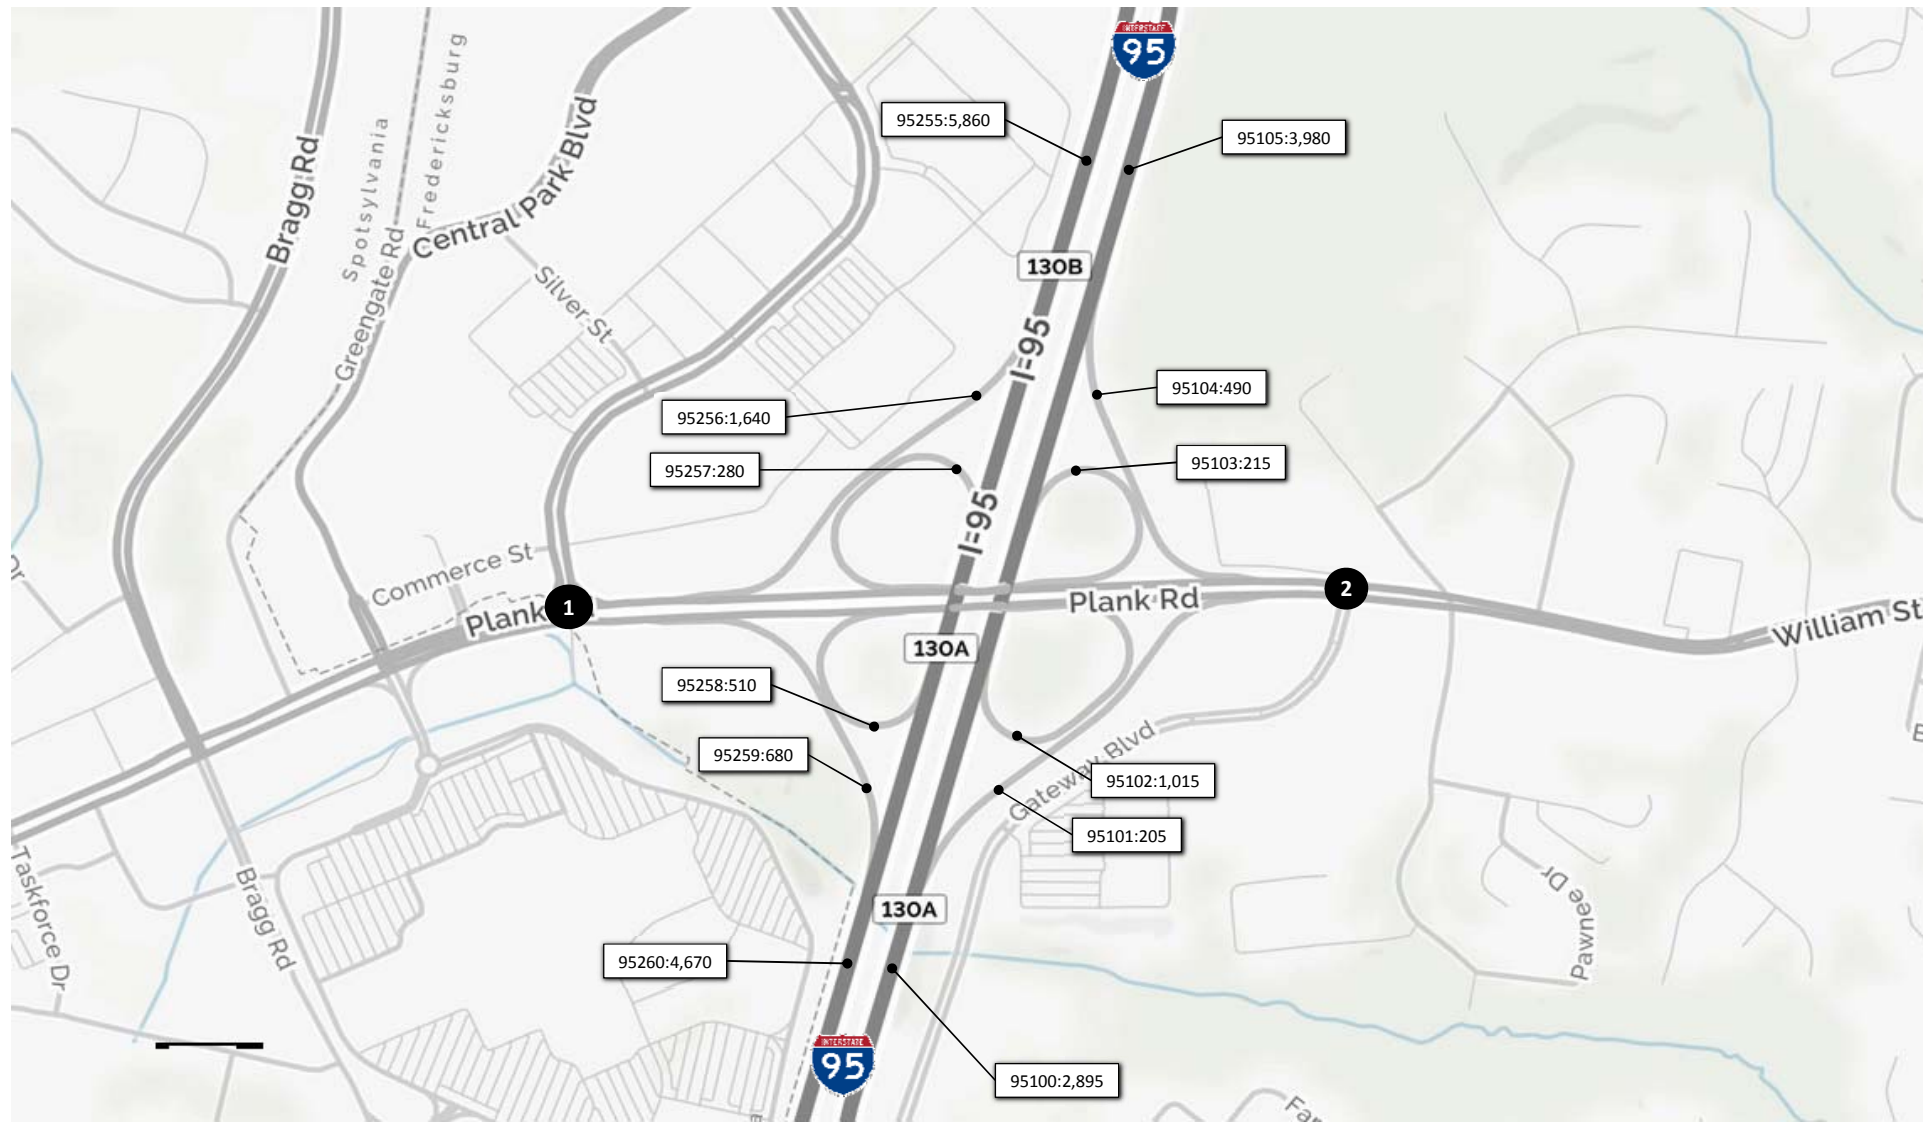 INTERSTATE
95
95255:5,860
95105:3,980
Bragg Rd
Spotsylvania
Fredericksburg
Central Park Blvd
Greengate Rd
Silver St
130B
I-95
95256:1,640
95104:490
95257:280
95103:215
I-95
Commerce St
Plank
1
2
Plank Rd
William St
130A
95258:510
95259:680
Gateway Blvd
95102:1,015
95101:205
Taskforce Dr
Bragg Rd
130A
Pawnee Dr
95260:4,670
INTERSTATE
95
95100:2,895